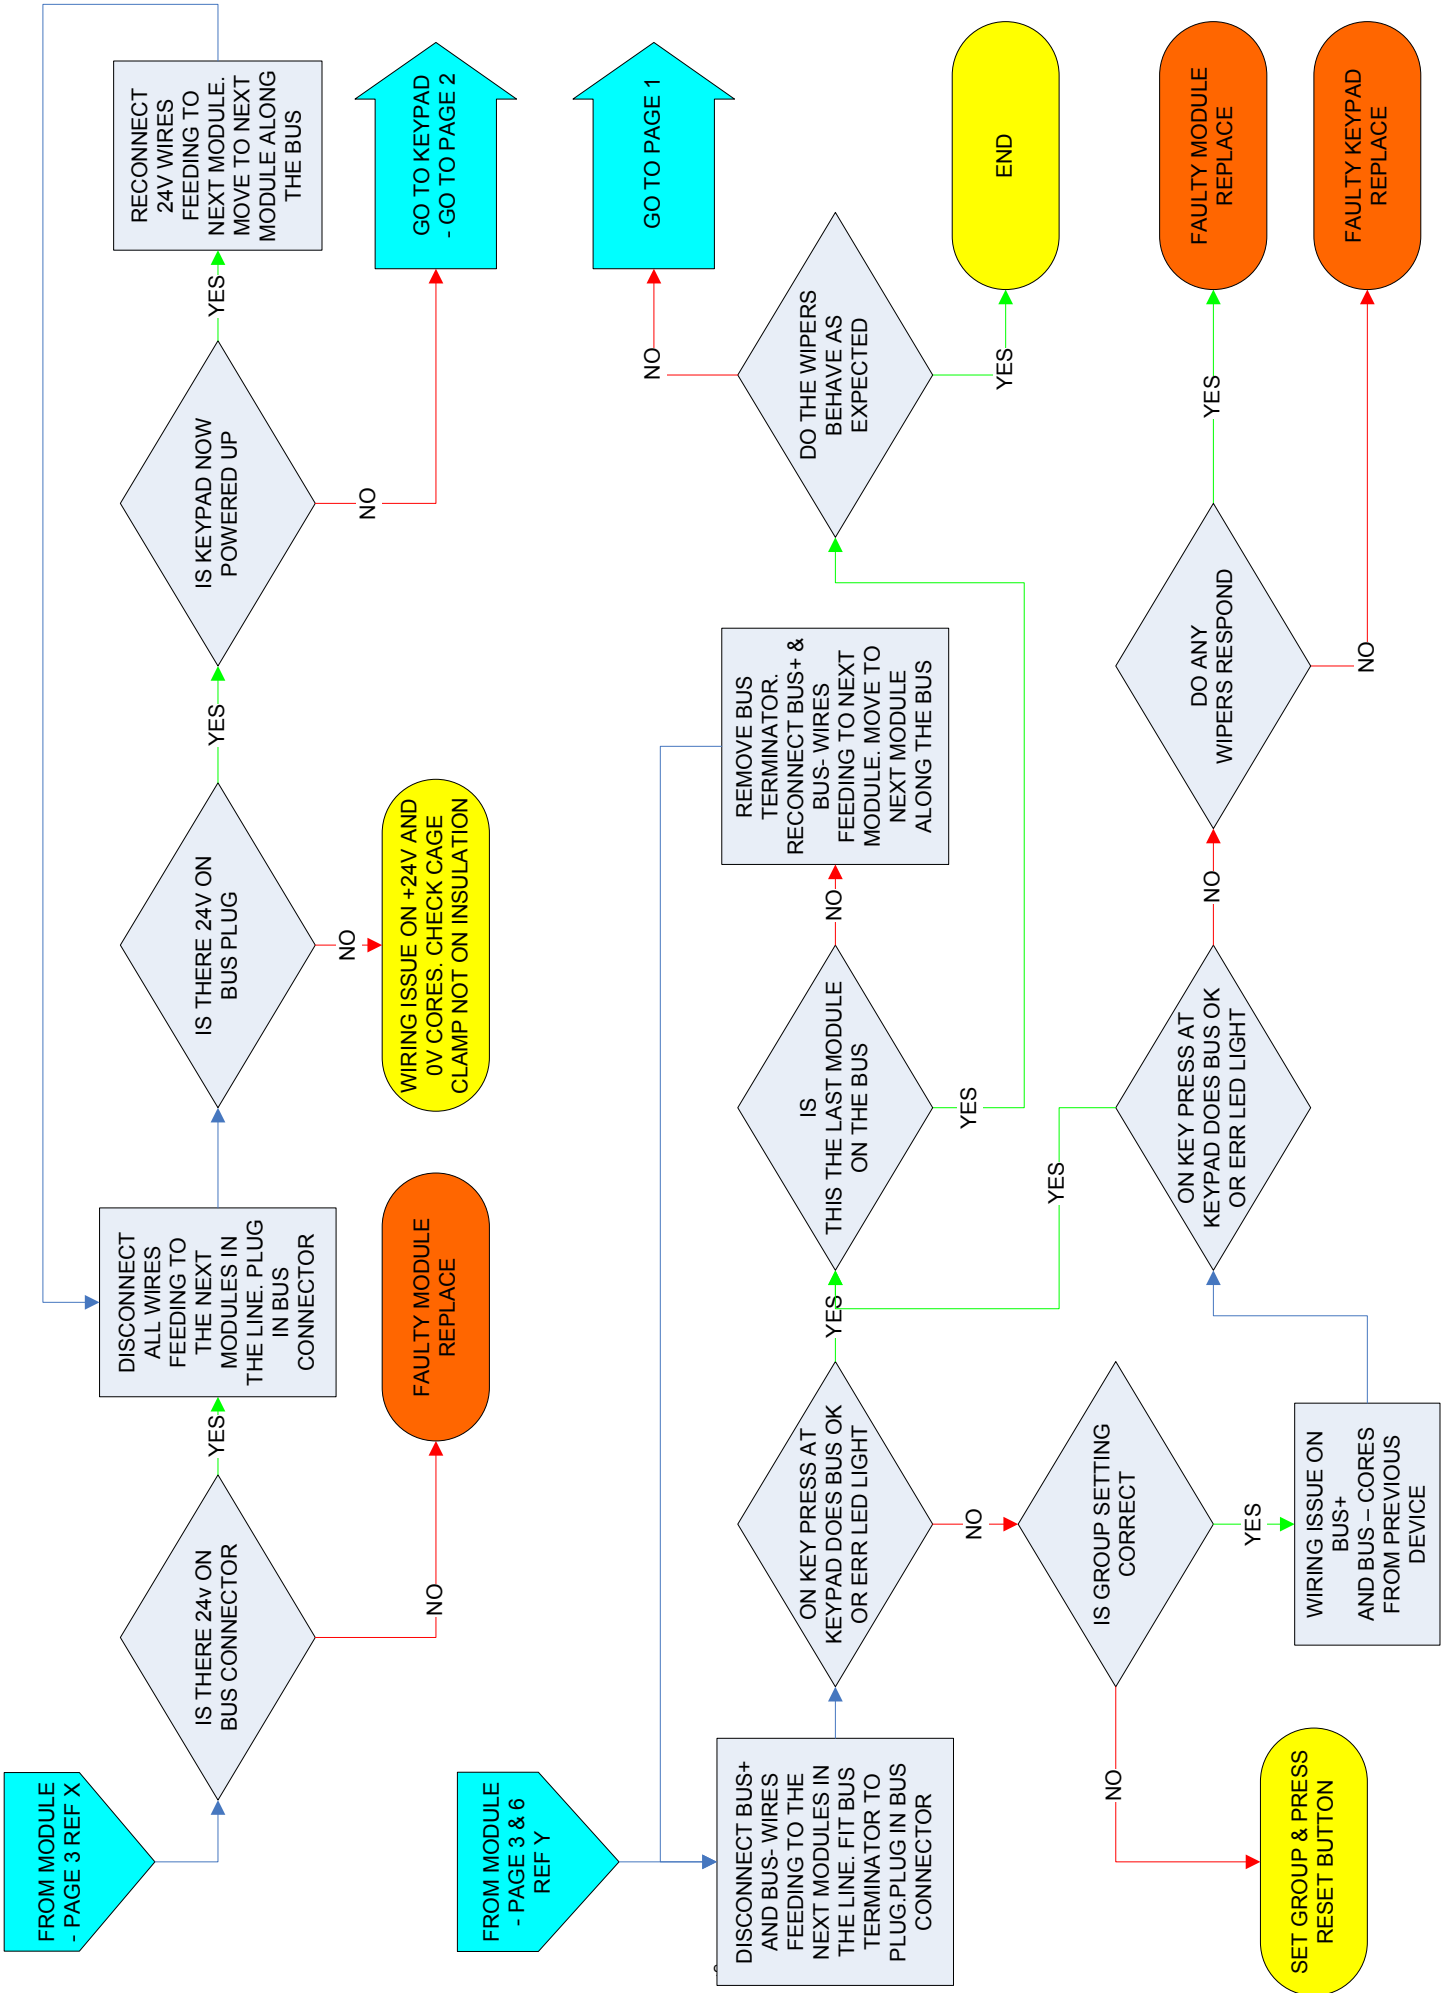 FROM MODULE
- PAGE 3 REF X
IS THERE 24v ON
BUS CONNECTOR
YES
NO
FAULTY MODULE
REPLACE
DISCONNECT
ALL WIRES
FEEDING TO
THE NEXT
MODULES IN
THE LINE. PLUG
IN BUS
CONNECTOR
IS THERE 24V ON
BUS PLUG
YES
NO
WIRING ISSUE ON +24V AND
0V CORES. CHECK CAGE
CLAMP NOT ON INSULATION
IS KEYPAD NOW
POWERED UP
YES
NO
RECONNECT
24V WIRES
FEEDING TO
NEXT MODULE.
MOVE TO NEXT
MODULE ALONG
THE BUS
GO TO KEYPAD
- GO TO PAGE 2
FROM MODULE
- PAGE 3 & 6
REF Y
DISCONNECT BUS+
AND BUS- WIRES
FEEDING TO THE
NEXT MODULES IN
THE LINE. FIT BUS
TERMINATOR TO
PLUG.PLUG IN BUS
CONNECTOR
ON KEY PRESS AT
KEYPAD DOES BUS OK
OR ERR LED LIGHT
YES
NO
IS
THIS THE LAST MODULE
ON THE BUS
NO
YES
REMOVE BUS
TERMINATOR.
RECONNECT BUS+ &
BUS- WIRES
FEEDING TO NEXT
MODULE. MOVE TO
NEXT MODULE
ALONG THE BUS
DO THE WIPERS
BEHAVE AS
EXPECTED
NO
YES
GO TO PAGE 1
END
IS GROUP SETTING
CORRECT
NO
YES
SET GROUP & PRESS
RESET BUTTON
WIRING ISSUE ON
BUS+
AND BUS – CORES
FROM PREVIOUS
DEVICE
ON KEY PRESS AT
KEYPAD DOES BUS OK
OR ERR LED LIGHT
YES
NO
DO ANY
WIPERS RESPOND
YES
NO
FAULTY MODULE
REPLACE
FAULTY KEYPAD
REPLACE